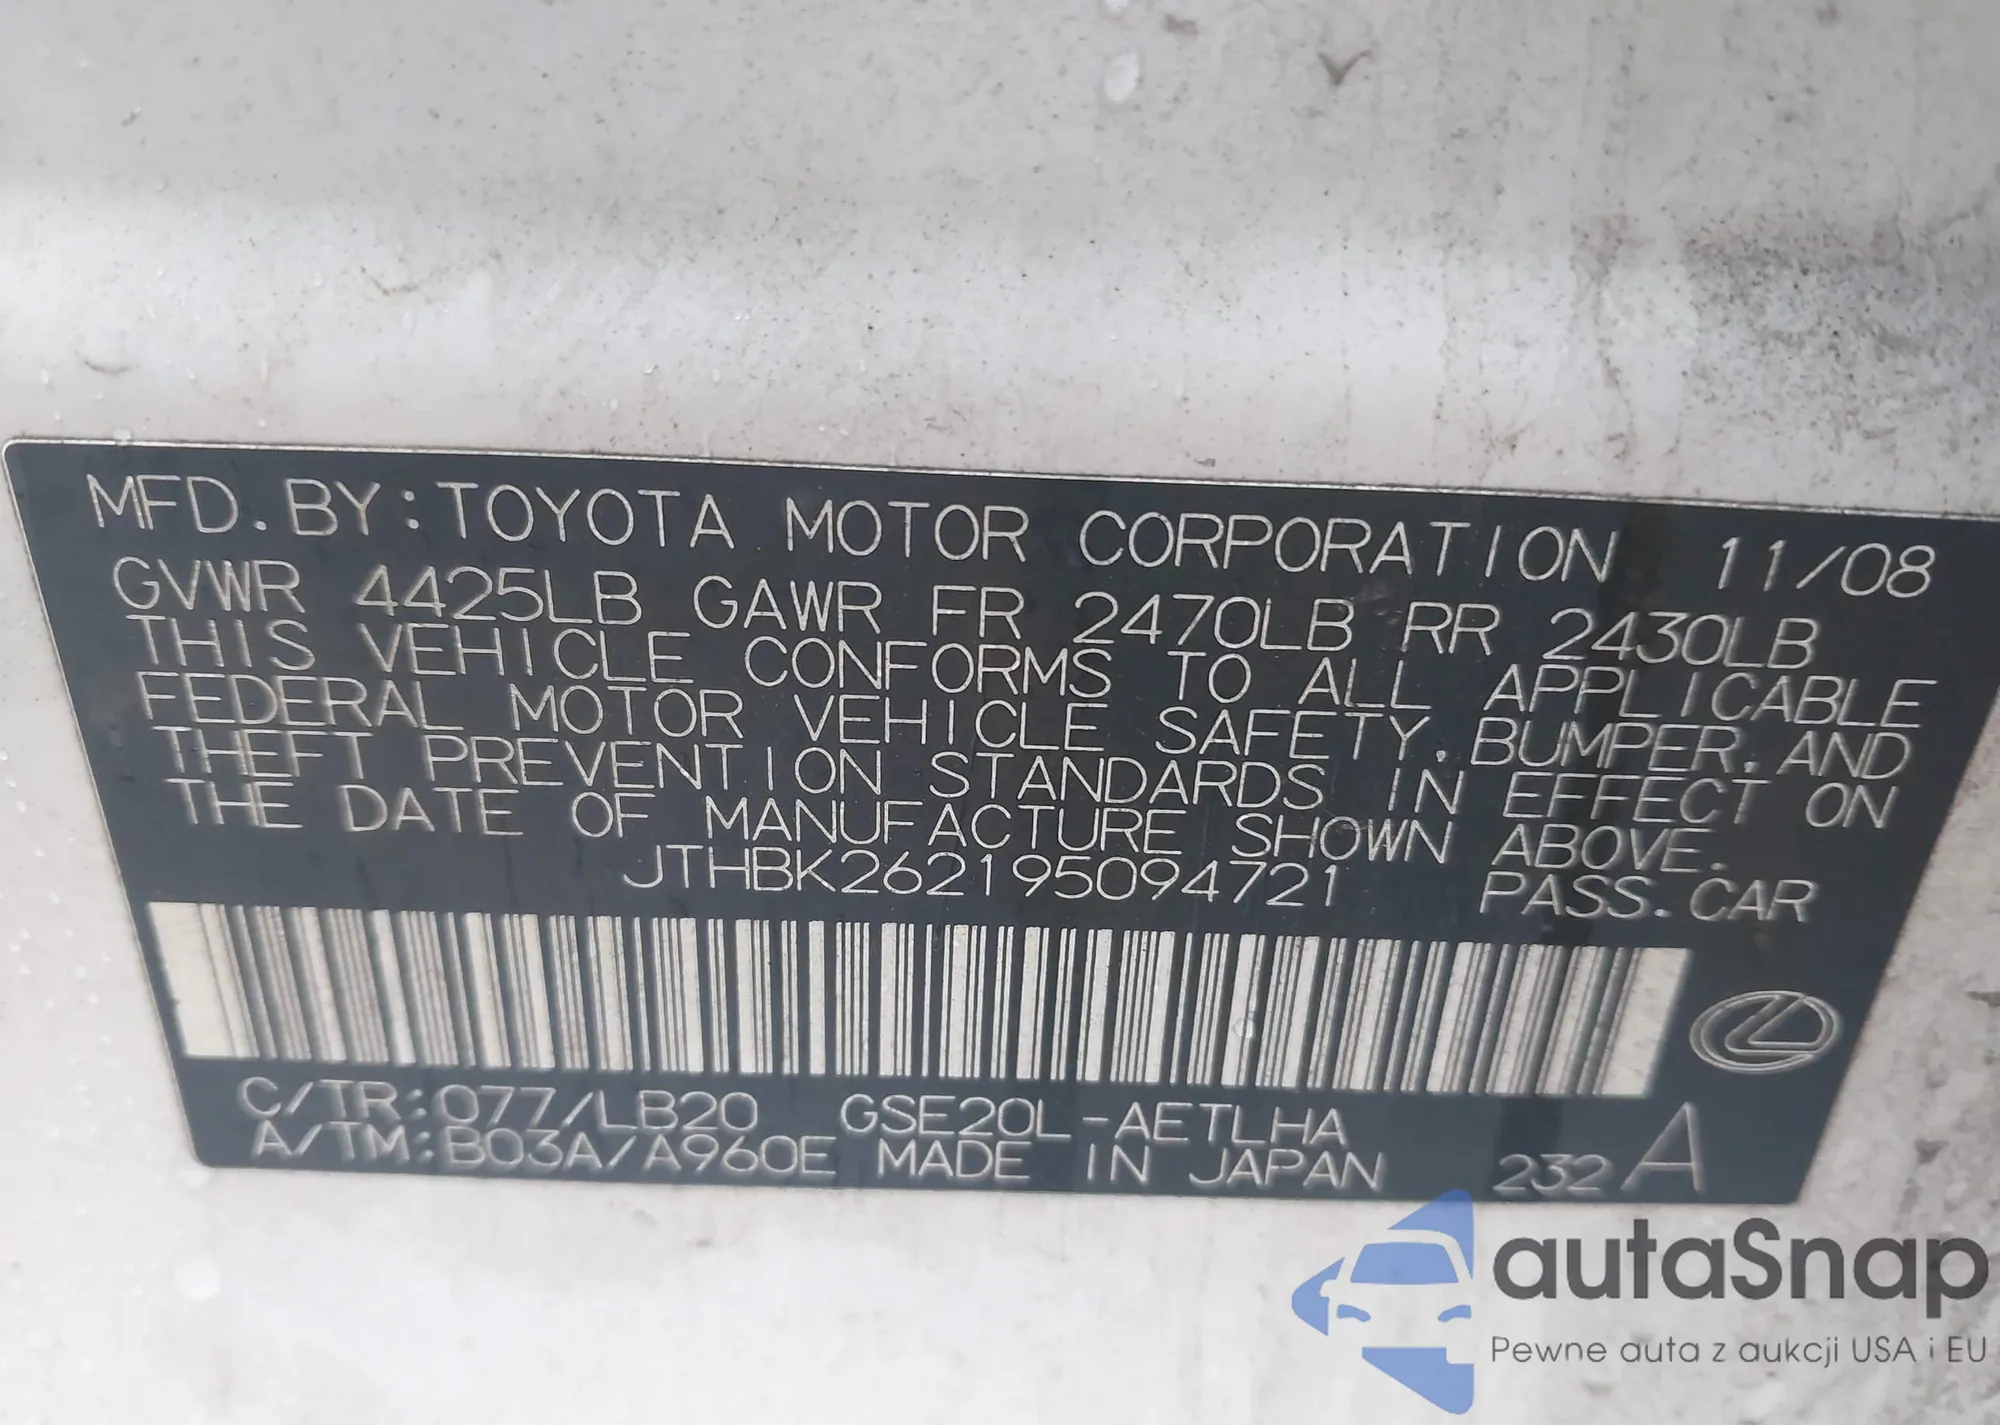 MFD. BY: TOYOTA MOTOR CORPORATION 11/08
GVWR 4425LB GAWR FR 2470LB RR 2430LB
THIS VEHICLE CONFORMS TO ALL APPLICABLE
FEDERAL MOTOR VEHICLE SAFETY, BUMPER, AND
THEFT PREVENTION STANDARDS IN EFFECT ON
THE DATE OF MANUFACTURE SHOWN ABOVE.
JTHBK262195094721 PASS. CAR
C/TR: 077/LB20 GSE20L-AETLHA
A/TM: B03A/A960E MADE IN JAPAN 232 A
autaSnap
Pewne auta z aukcji USA i EU